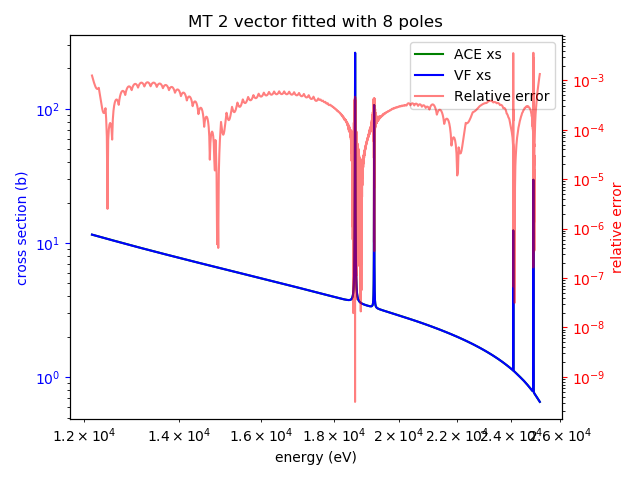 MT 2 vector fitted with 8 poles
ACE xs
VF xs
Relative error
cross section (b)
10²
10¹
10⁰
relative error
10⁻³
10⁻⁴
10⁻⁵
10⁻⁶
10⁻⁷
10⁻⁸
10⁻⁹
1.2 × 10⁴ 1.4 × 10⁴ 1.6 × 10⁴ 1.8 × 10⁴ 2 × 10⁴ 2.2 × 10⁴ 2.4 × 10⁴ 2.6 × 10⁴
energy (eV)